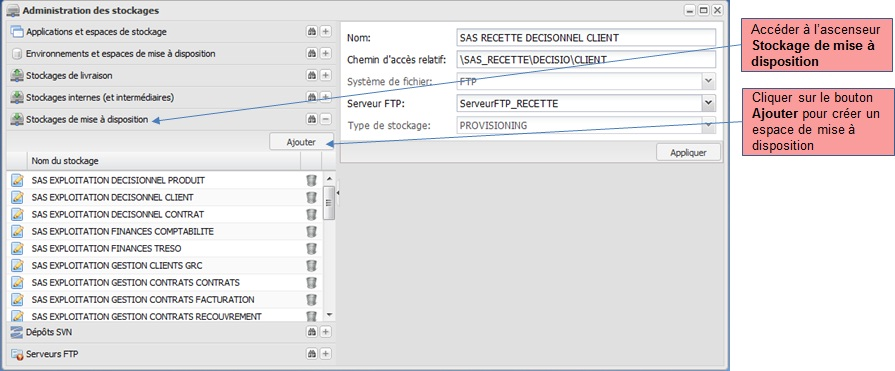 Administration des stockages
Applications et espaces de stockage
Environnements et espaces de mise à disposition
Stockages de livraison
Stockages internes (et intermédiaires)
Stockages de mise à disposition
Ajouter
Nom du stockage
SAS EXPLOITATION DECISIONNEL PRODUIT
SAS EXPLOITATION DECISONNEL CLIENT
SAS EXPLOITATION DECISONNEL CONTRAT
SAS EXPLOITATION FINANCES COMPTABILITE
SAS EXPLOITATION FINANCES TRESO
SAS EXPLOITATION GESTION CLIENTS GRC
SAS EXPLOITATION GESTION CONTRATS CONTRATS
SAS EXPLOITATION GESTION CONTRATS FACTURATION
SAS EXPLOITATION GESTION CONTRATS RECOUVREMENT
Dépôts SVN
Serveurs FTP
Nom: SAS RECETTE DECISONNEL CLIENT
Chemin d'accès relatif: \SAS_RECETTE\DECISIO\CLIENT
Système de fichier: FTP
Serveur FTP: ServeurFTP_RECETTE
Type de stockage: PROVISIONING
Appliquer
Accéder à l'ascenseur
Stockage de mise à
disposition
Cliquer sur le bouton
Ajouter pour créer un
espace de mise à
disposition